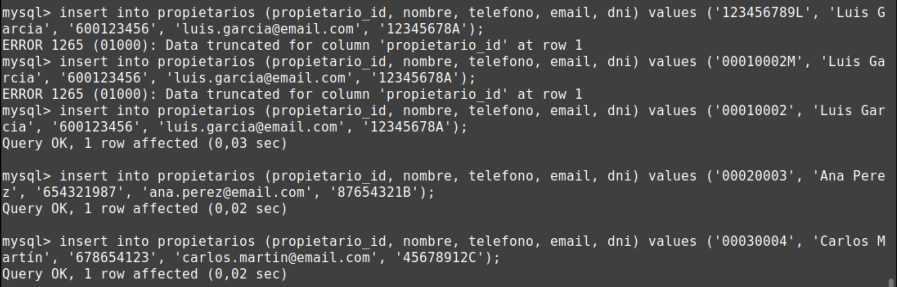 mysql> insert into propietarios (propietario_id, nombre, telefono, email, dni) values ('123456789L', 'Luis G
arcia', '600123456', 'luis.garcia@email.com', '12345678A');
ERROR 1265 (01000): Data truncated for column 'propietario_id' at row 1
mysql> insert into propietarios (propietario_id, nombre, telefono, email, dni) values ('00010002M', 'Luis Ga
rcia', '600123456', 'luis.garcia@email.com', '12345678A');
ERROR 1265 (01000): Data truncated for column 'propietario_id' at row 1
mysql> insert into propietarios (propietario_id, nombre, telefono, email, dni) values ('00010002', 'Luis Gar
cia', '600123456', 'luis.garcia@email.com', '12345678A');
Query OK, 1 row affected (0,03 sec)
mysql> insert into propietarios (propietario_id, nombre, telefono, email, dni) values ('00020003', 'Ana Pere
z', '654321987', 'ana.perez@email.com', '87654321B');
Query OK, 1 row affected (0,02 sec)
mysql> insert into propietarios (propietario_id, nombre, telefono, email, dni) values ('00030004', 'Carlos M
artín', '678654123', 'carlos.martin@email.com', '45678912C');
Query OK, 1 row affected (0,02 sec)